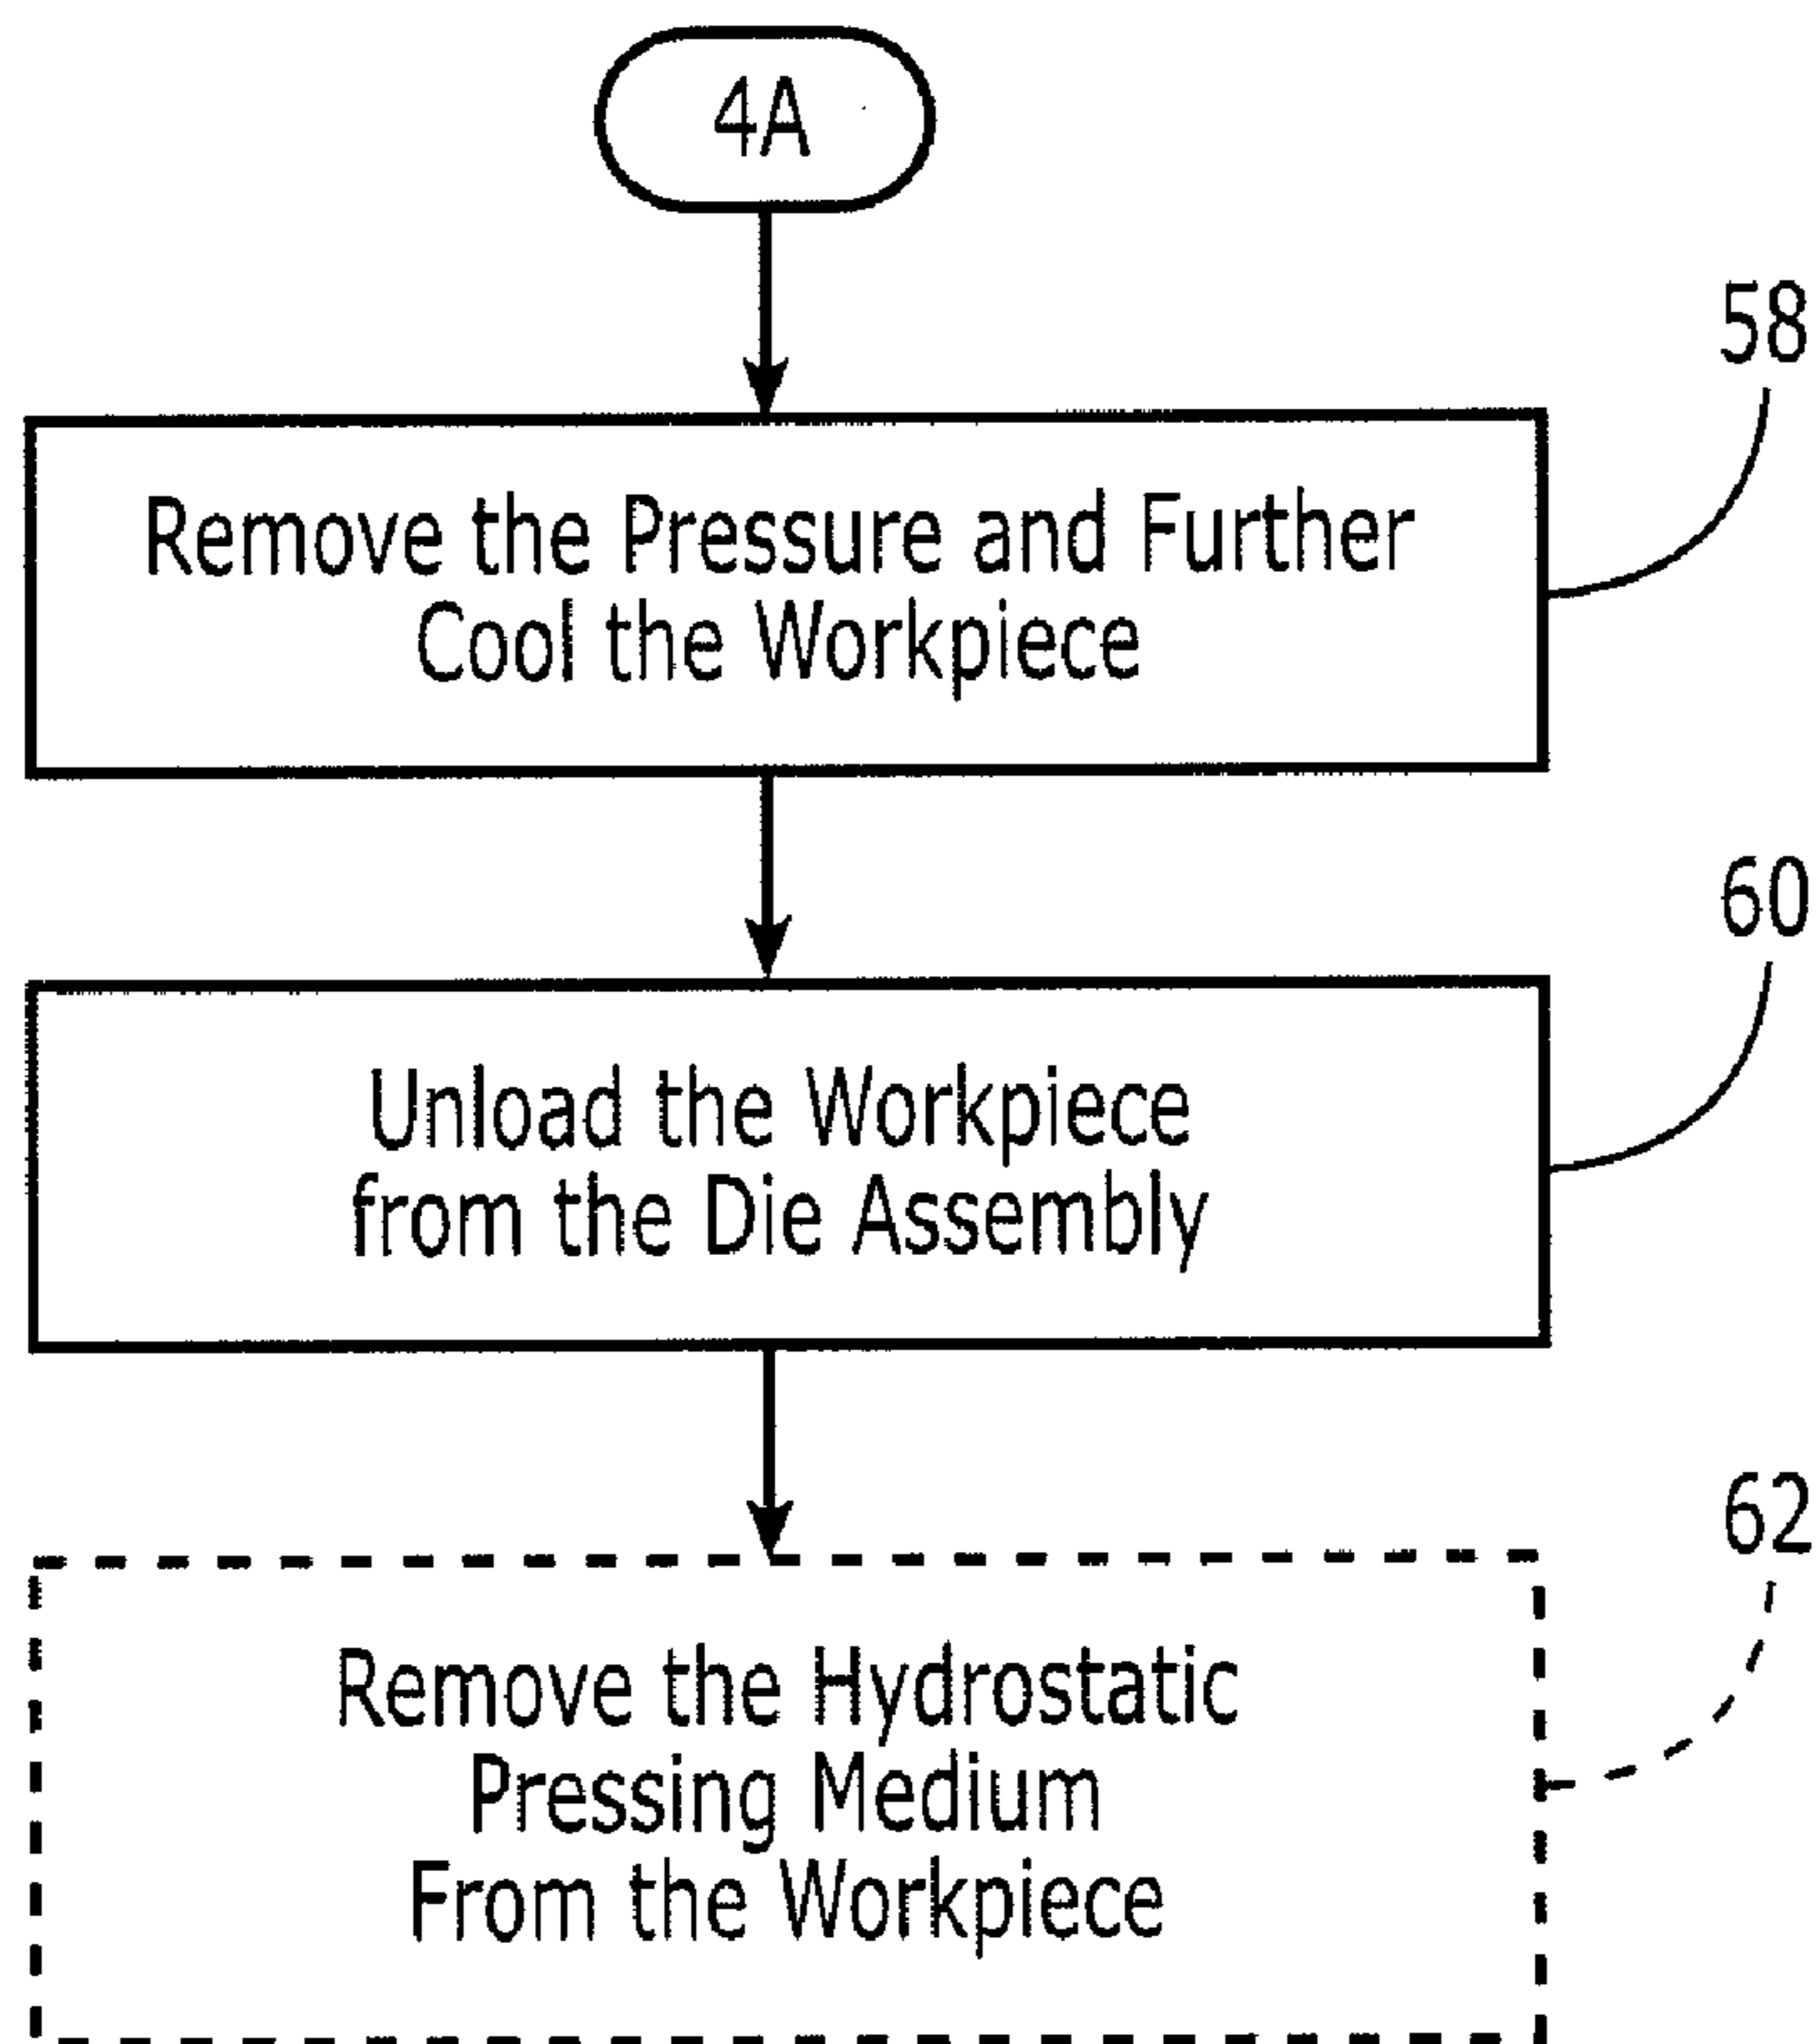 4A
58
Remove the Pressure and Further
Cool the Workpiece
60
Unload the Workpiece
from the Die Assembly
62
Remove the Hydrostatic
Pressing Medium
From the Workpiece